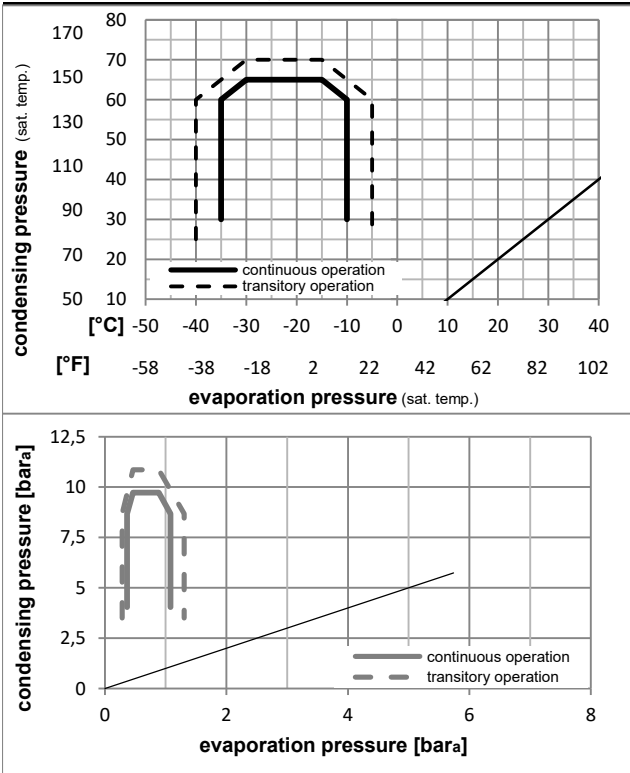 condensing pressure (sat. temp.)
170 80
70
150 60
130 50
110 40
90 30
70 20
50 10
continuous operation
transitory operation
[°C] -50 -40 -30 -20 -10 0 10 20 30 40
[°F] -58 -38 -18 2 22 42 62 82 102
evaporation pressure (sat. temp.)
condensing pressure [bara]
12,5
10
7,5
5
2,5
0
continuous operation
transitory operation
0 2 4 6 8
evaporation pressure [bara]